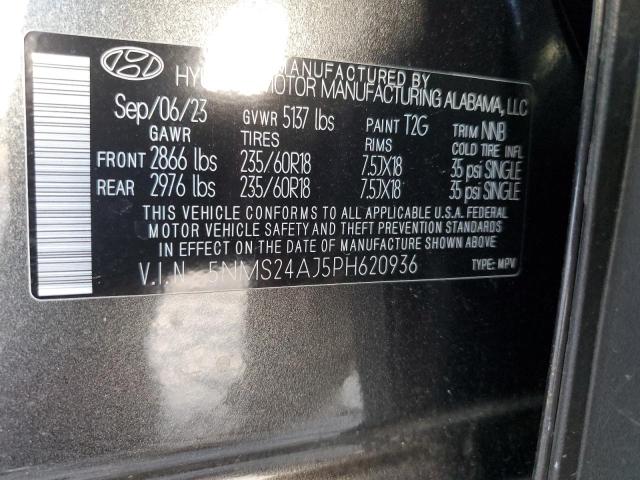 MANUFACTURED BY
MOTOR MANUFACTURING ALABAMA, LLC
Sep/06/23 GVWR 5137 lbs PAINT T2G TRIM NNB
GAWR TIRES RIMS COLD TIRE INFL
FRONT 2866 lbs 235/60R18 7.5JX18 35 psi SINGLE
REAR 2976 lbs 235/60R18 7.5JX18 35 psi SINGLE
THIS VEHICLE CONFORMS TO ALL APPLICABLE U.S.A. FEDERAL
MOTOR VEHICLE SAFETY AND THEFT PREVENTION STANDARDS
IN EFFECT ON THE DATE OF MANUFACTURE SHOWN ABOVE.
V.I.N. 5NMS24AJ5PH620936 TYPE: MPV